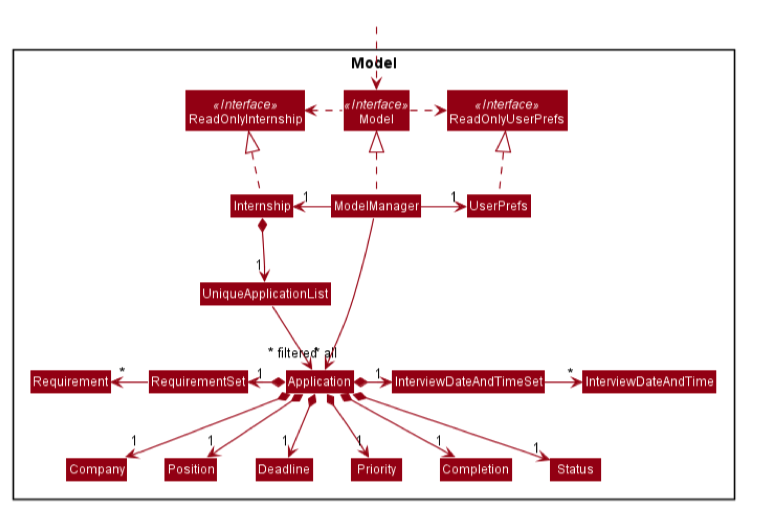 Model
«Interface»
ReadOnlyInternship
«Interface»
Model
«Interface»
ReadOnlyUserPrefs
Internship
1
ModelManager
1
UserPrefs
1
UniqueApplicationList
* filtered
* all
Requirement
*
RequirementSet
1
Application
1
InterviewDateAndTimeSet
*
InterviewDateAndTime
1
1
1
1
1
1
Company
Position
Deadline
Priority
Completion
Status